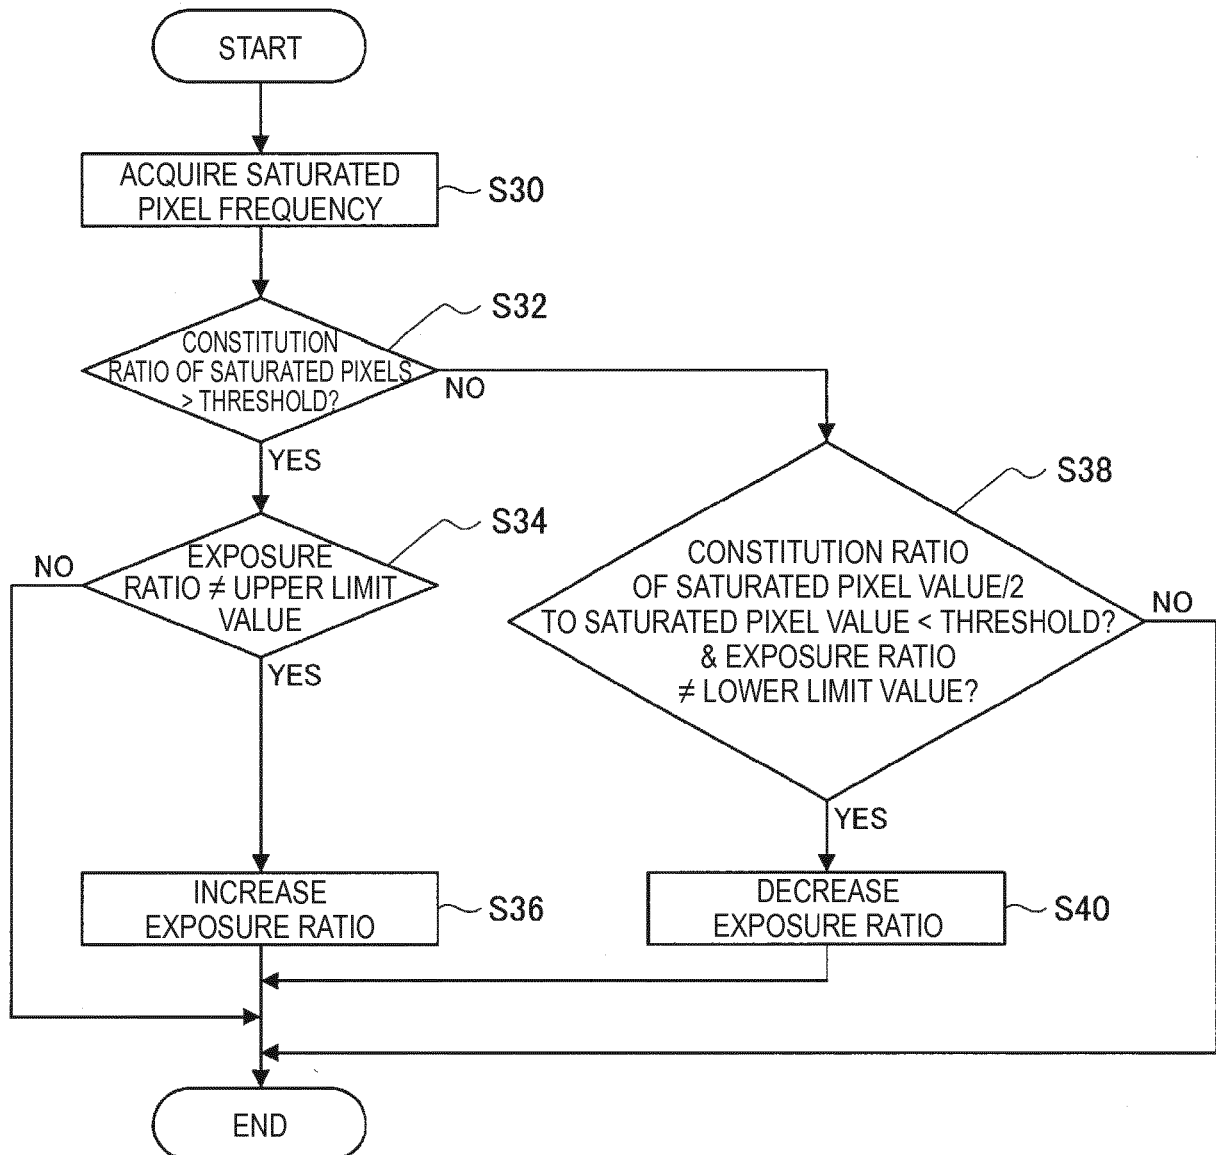 START
ACQUIRE SATURATED
PIXEL FREQUENCY
S30
S32
CONSTITUTION
RATIO OF SATURATED PIXELS
> THRESHOLD?
NO
YES
S34
EXPOSURE
RATIO ≠ UPPER LIMIT
VALUE
NO
YES
S38
CONSTITUTION RATIO
OF SATURATED PIXEL VALUE/2
TO SATURATED PIXEL VALUE < THRESHOLD?
& EXPOSURE RATIO
≠ LOWER LIMIT VALUE?
NO
YES
INCREASE
EXPOSURE RATIO
S36
DECREASE
EXPOSURE RATIO
S40
END